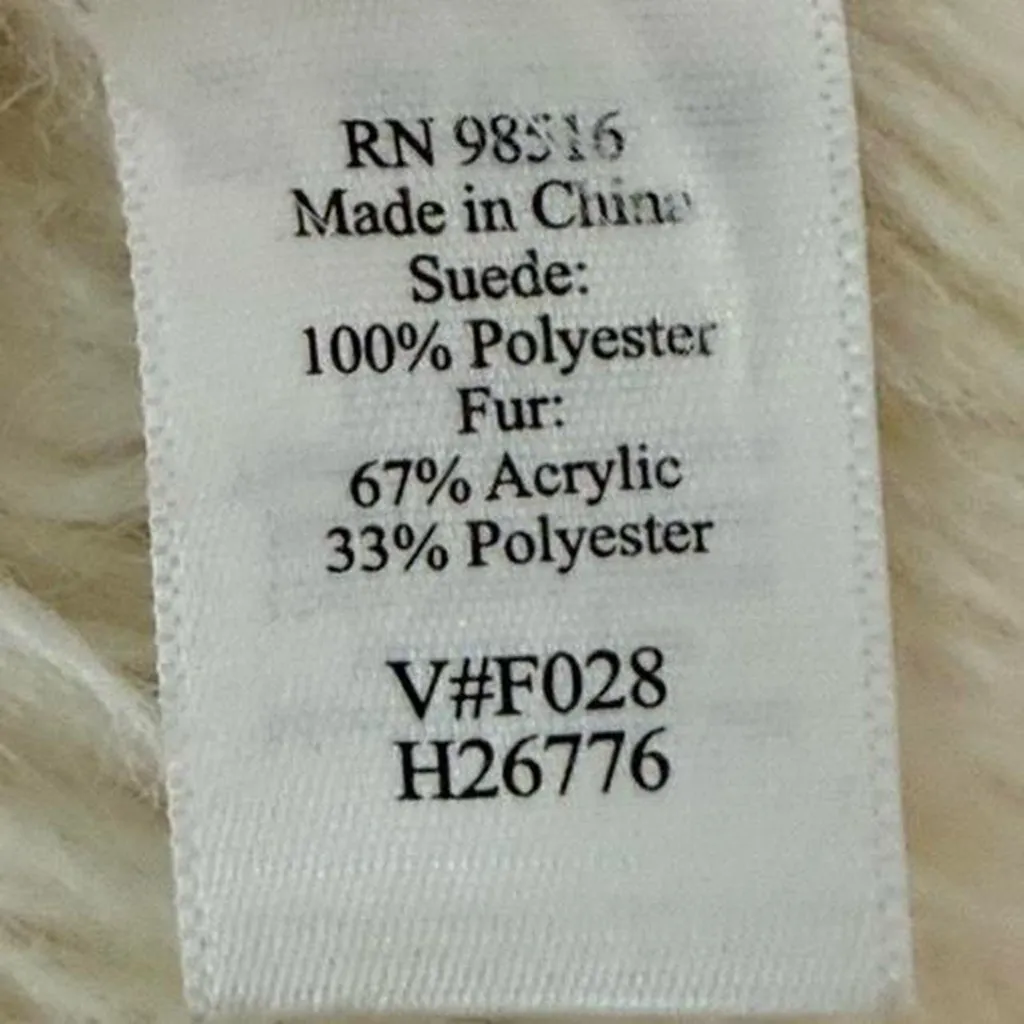 RN 98516
Made in China
Suede:
100% Polyester
Fur:
67% Acrylic
33% Polyester
V#F028
H26776